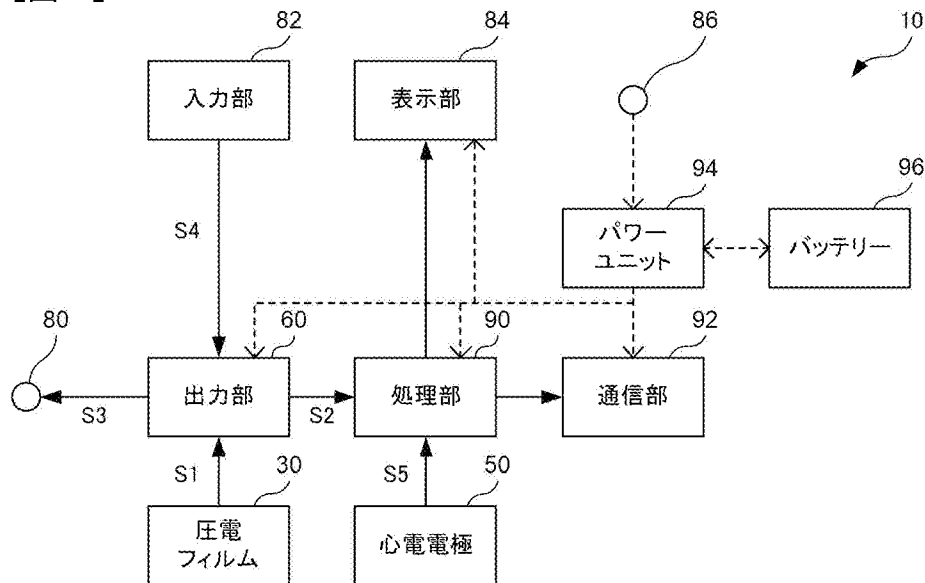 82
84
86
10
入力部
表示部
94
96
S4
パワー
ユニット
バッテリー
80
60
90
92
出力部
処理部
通信部
S3
S2
S1
30
S5
50
圧電
フィルム
心電電極